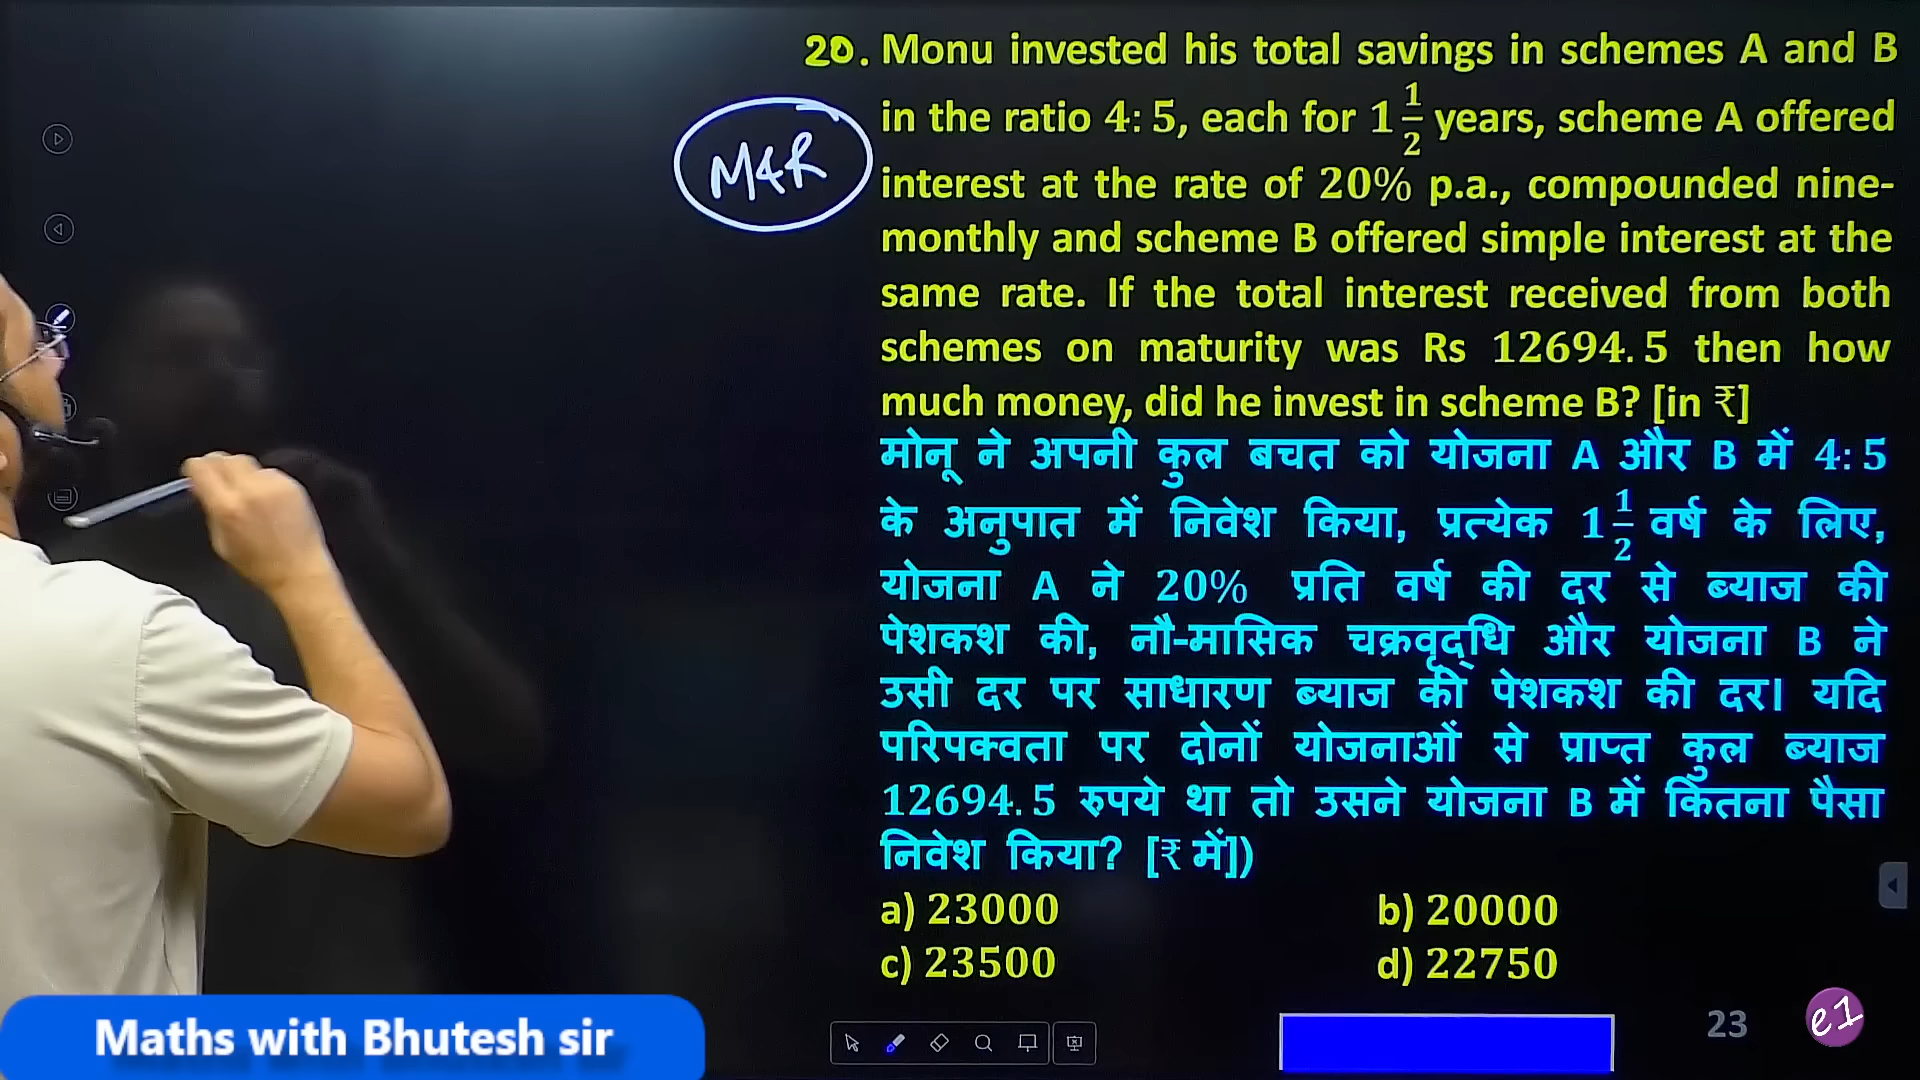 20. Monu invested his total savings in schemes A and B
in the ratio 4: 5, each for 1 1/2 years, scheme A offered
interest at the rate of 20% p.a., compounded nine-
monthly and scheme B offered simple interest at the
same rate. If the total interest received from both
schemes on maturity was Rs 12694.5 then how
much money, did he invest in scheme B? [in ₹]
M&R
मोनू ने अपनी कुल बचत को योजना A और B में 4: 5
के अनुपात में निवेश किया, प्रत्येक 1 1/2 वर्ष के लिए,
योजना A ने 20% प्रति वर्ष की दर से ब्याज की
पेशकश की, नौ-मासिक चक्रवृद्धि और योजना B ने
उसी दर पर साधारण ब्याज की पेशकश की दर। यदि
परिपक्वता पर दोनों योजनाओं से प्राप्त कुल ब्याज
12694.5 रुपये था तो उसने योजना B में कितना पैसा
निवेश किया? [₹ में])
a) 23000 b) 20000
c) 23500 d) 22750
Maths with Bhutesh sir
23
e1